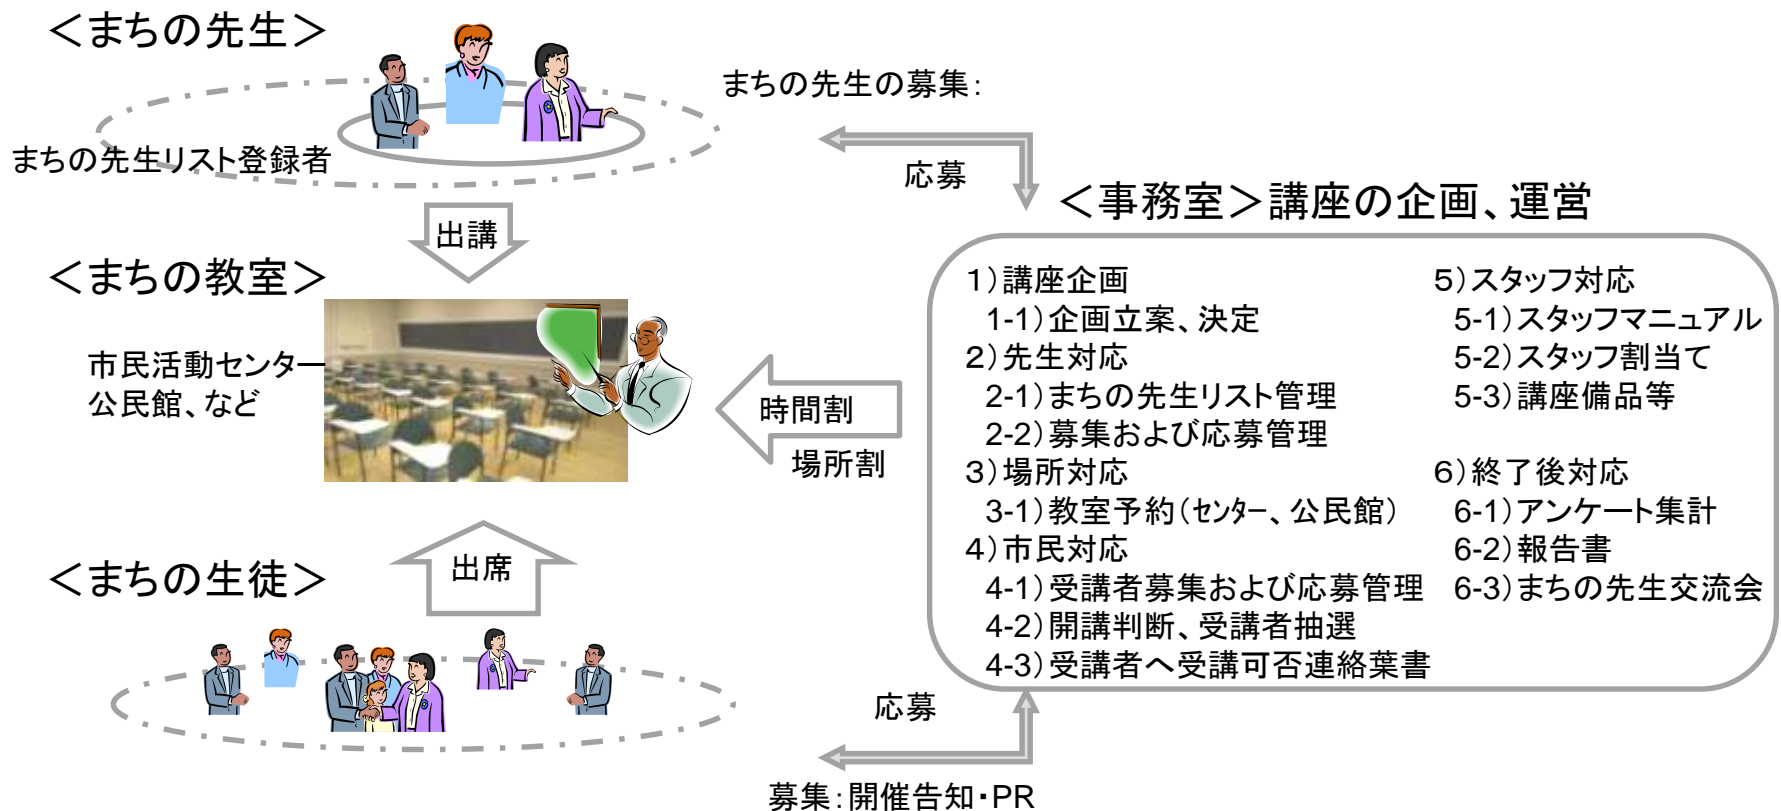 ＜まちの先生＞
まちの先生の募集：
まちの先生リスト登録者
応募
出講
＜まちの教室＞
市民活動センター
公民館、など
時間割
場所割
＜まちの生徒＞
出席
応募
募集：開催告知・PR
＜事務室＞講座の企画、運営
１）講座企画
1-1）企画立案、決定
２）先生対応
2-1）まちの先生リスト管理
2-2）募集および応募管理
３）場所対応
3-1）教室予約（ｾﾝﾀｰ、公民館）
４）市民対応
4-1）受講者募集および応募管理
4-2）開講判断、受講者抽選
4-3）受講者へ受講可否連絡葉書
５）スタッフ対応
5-1）スタッフマニュアル
5-2）スタッフ割当て
5-3）講座備品等
６）終了後対応
6-1）アンケート集計
6-2）報告書
6-3）まちの先生交流会